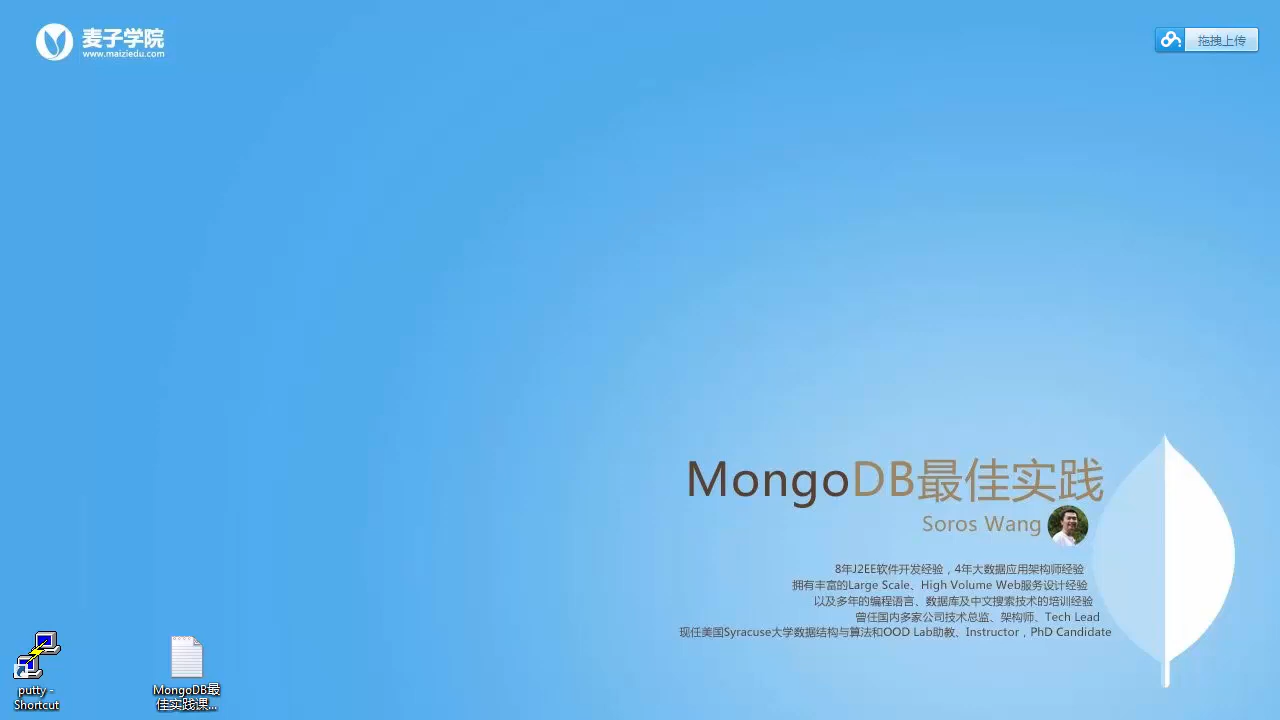 麦子学院
www.maiziedu.com
拖拽上传
MongoDB最佳实践
Soros Wang
8年J2EE软件开发经验，4年大数据应用架构师经验
拥有丰富的Large Scale、High Volume Web服务设计经验
以及多年的编程语言、数据库及中文搜索技术的培训经验
曾任国内多家公司技术总监、架构师、Tech Lead
现任美国Syracuse大学数据结构与算法和OOD Lab助教、Instructor，PhD Candidate
putty -
Shortcut
MongoDB最
佳实践课...